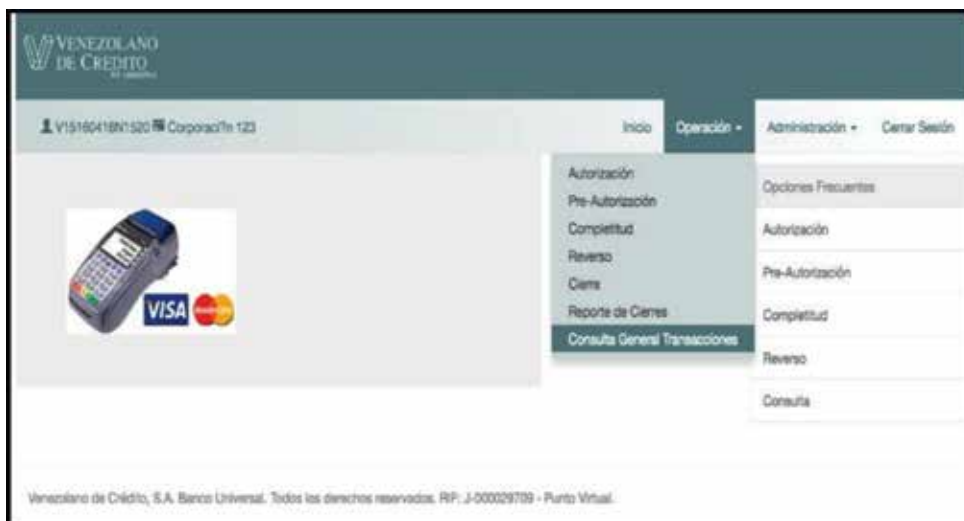 VENEZOLANO
DE CREDITO
V15160418N1520 Corporaci?n 123
Inicio Operación Administración Cerrar Sesión
Autorización
Pre-Autorización
Completitud
Reverso
Cierre
Reporte de Cierres
Consulta General Transacciones
Opciones Frecuentes
Autorización
Pre-Autorización
Completitud
Reverso
Consulta
VISA
Venezolano de Crédito, S.A. Banco Universal. Todos los derechos reservados. RIF: J-000029709 - Punto Virtual.